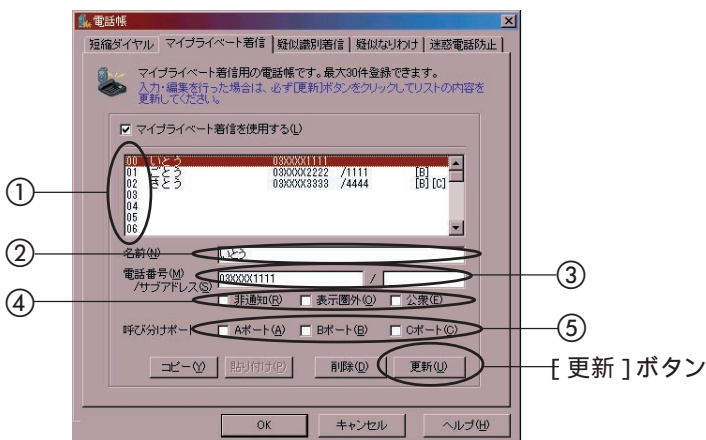 電話帳
短縮ダイヤル マイプライベート着信 疑似識別着信 疑似なりわけ 迷惑電話防止
マイプライベート着信用の電話帳です。最大30件登録できます。
入力・編集を行った場合は、必ず[更新]ボタンをクリックしてリストの内容を
更新してください。
マイプライベート着信を使用する(L)
00 いとう 03XXXX1111
01 ごとう 03XXXX2222 /1111 [B]
02 さとう 03XXXX3333 /4444 [B][C]
03
04
05
06
①
② 名前(N) いとう
電話番号(M) 03XXXX1111 / ③
/サブアドレス(S)
④ 非通知(R) 表示圏外(O) 公衆(E)
呼び分けポート Aポート(A) Bポート(B) Cポート(C) ⑤
コピー(Y) 貼り付け(P) 削除(D) 更新(U) [更新]ボタン
OK キャンセル ヘルプ(H)